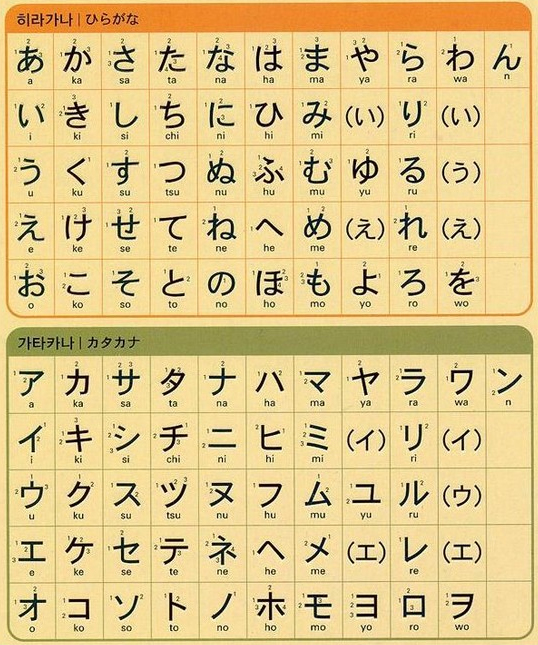 히라가나 | ひらがな
あ か さ た な は ま や ら わ ん
a ka sa ta na ha ma ya ra wa n
い き し ち に ひ み (い) り (い)
i ki si chi ni hi mi ri
う く す つ ぬ ふ む ゆ る (う)
u ku su tsu nu hu mu yu ru
え け せ て ね へ め (え) れ (え)
e ke se te ne he me re
お こ そ と の ほ も よ ろ を
o ko so to no ho mo yo ro wo
가타카나 | カタカナ
ア カ サ タ ナ ハ マ ヤ ラ ワ ン
a ka sa ta na ha ma ya ra wa n
イ キ シ チ ニ ヒ ミ (イ) リ (イ)
i ki si chi ni hi mi ri
ウ ク ス ツ ヌ フ ム ユ ル (ウ)
u ku su tsu nu hu mu yu ru
エ ケ セ テ ネ ヘ メ (エ) レ (エ)
e ke se te ne he me re
オ コ ソ ト ノ ホ モ ヨ ロ ヲ
o ko so to no ho mo yo ro wo